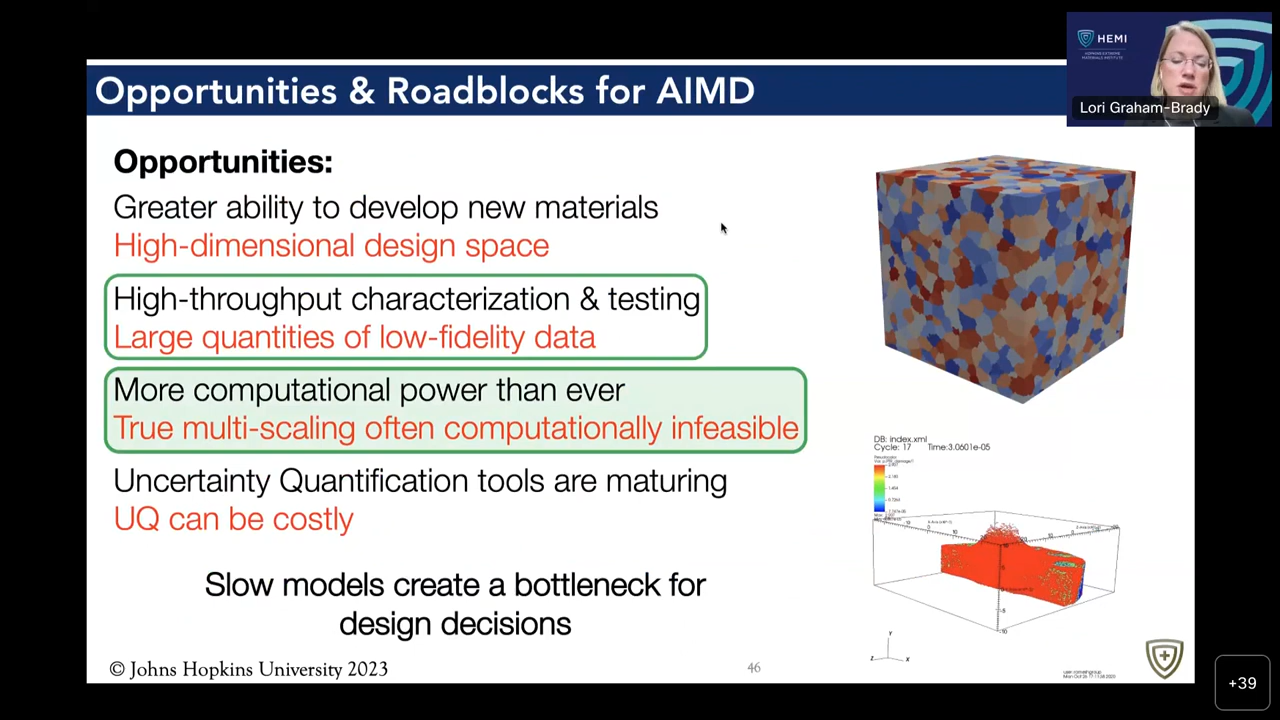 HEMI
Lori Graham-Brady
Opportunities & Roadblocks for AIMD
Opportunities:
Greater ability to develop new materials
High-dimensional design space
High-throughput characterization & testing
Large quantities of low-fidelity data
More computational power than ever
True multi-scaling often computationally infeasible
Uncertainty Quantification tools are maturing
UQ can be costly
Slow models create a bottleneck for
design decisions
DB: index.xml
Cycle: 17 Time:3.0601e-05
Y
Z
X
© Johns Hopkins University 2023
46
+39